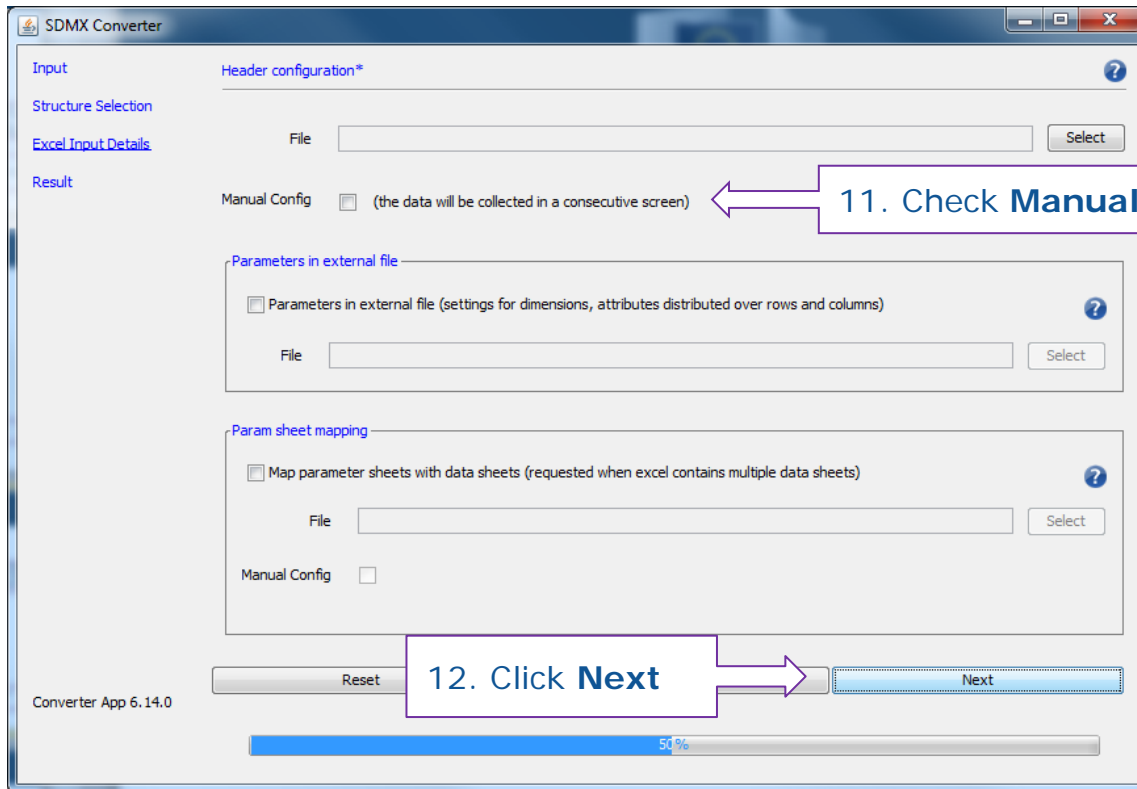 SDMX Converter
Input
Structure Selection
Excel Input Details
Result
Header configuration*
File Select
Manual Config (the data will be collected in a consecutive screen)
11. Check Manual
Parameters in external file
Parameters in external file (settings for dimensions, attributes distributed over rows and columns)
File Select
Param sheet mapping
Map parameter sheets with data sheets (requested when excel contains multiple data sheets)
File Select
Manual Config
Reset
12. Click Next
Next
Converter App 6.14.0
50%